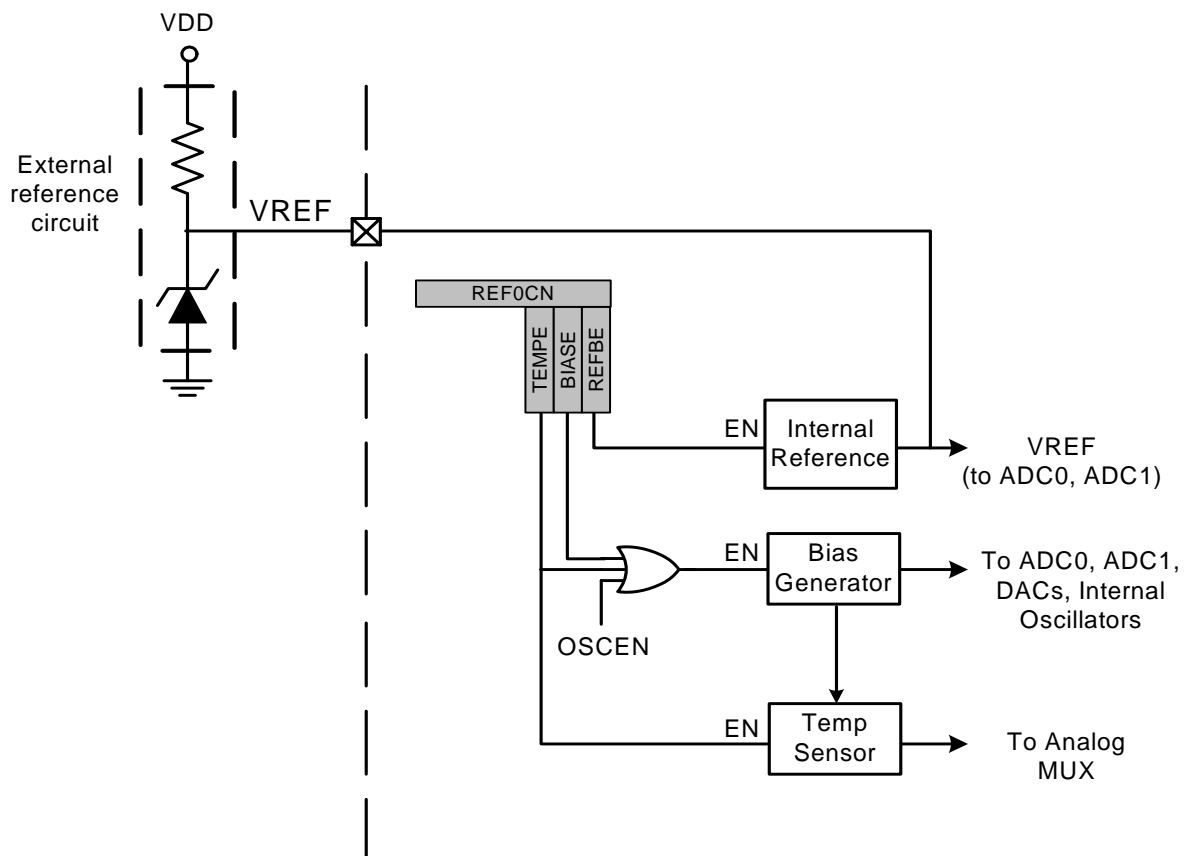 VDD
External
reference
circuit
VREF
REF0CN
TEMPE
BIASE
REFBE
EN
Internal
Reference
VREF
(to ADC0, ADC1)
EN
Bias
Generator
To ADC0, ADC1,
DACs, Internal
Oscillators
OSCEN
EN
Temp
Sensor
To Analog
MUX